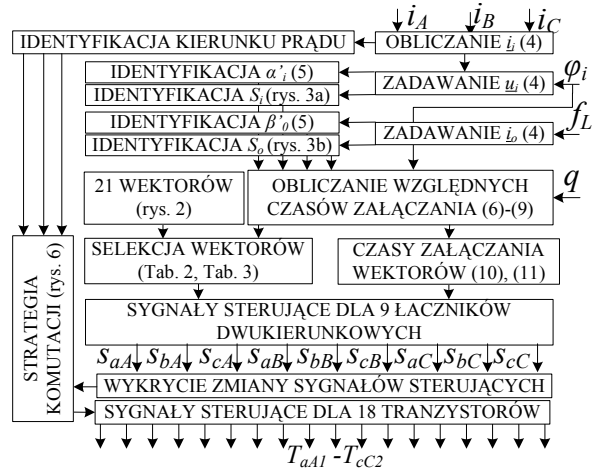 i_A i_B i_C
IDENTYFIKACJA KIERUNKU PRĄDU
OBLICZANIE i_i (4)
IDENTYFIKACJA α'_i (5)
ZADAWANIE u_i (4)
φ_i
IDENTYFIKACJA S_i (rys. 3a)
IDENTYFIKACJA β'_0 (5)
ZADAWANIE i_o (4)
f_L
IDENTYFIKACJA S_o (rys. 3b)
21 WEKTORÓW
(rys. 2)
OBLICZANIE WZGLĘDNYCH
CZASÓW ZAŁĄCZANIA (6)-(9)
q
SELEKCJA WEKTORÓW
(Tab. 2, Tab. 3)
CZASY ZAŁĄCZANIA
WEKTORÓW (10), (11)
STRATEGIA
KOMUTACJI (rys. 6)
SYGNAŁY STERUJĄCE DLA 9 ŁACZNIKÓW
DWUKIERUNKOWYCH
s_aA s_bA s_cA s_aB s_bB s_cB s_aC s_bC s_cC
WYKRYCIE ZMIANY SYGNAŁÓW STERUJĄCYCH
SYGNAŁY STERUJĄCE DLA 18 TRANZYSTORÓW
T_aA1 - T_cC2